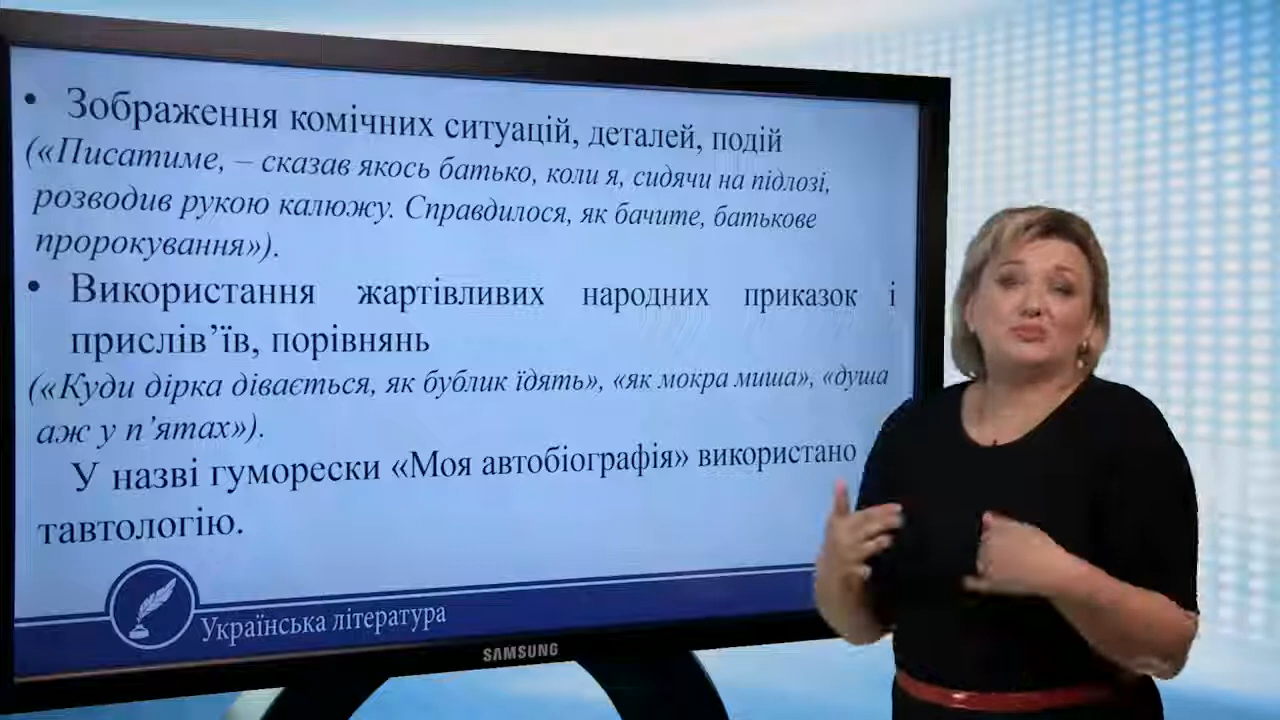 • Зображення комічних ситуацій, деталей, подій
(«Писатиме, – сказав якось батько, коли я, сидячи на підлозі,
розводив рукою калюжу. Справдилося, як бачите, батькове
пророкування»).
• Використання жартівливих народних приказок і
прислів’їв, порівнянь
(«Куди дірка дівається, як бублик їдять», «як мокра миша», «душа
аж у п’ятах»).
У назві гуморески «Моя автобіографія» використано
тавтологію.
Українська література
SAMSUNG